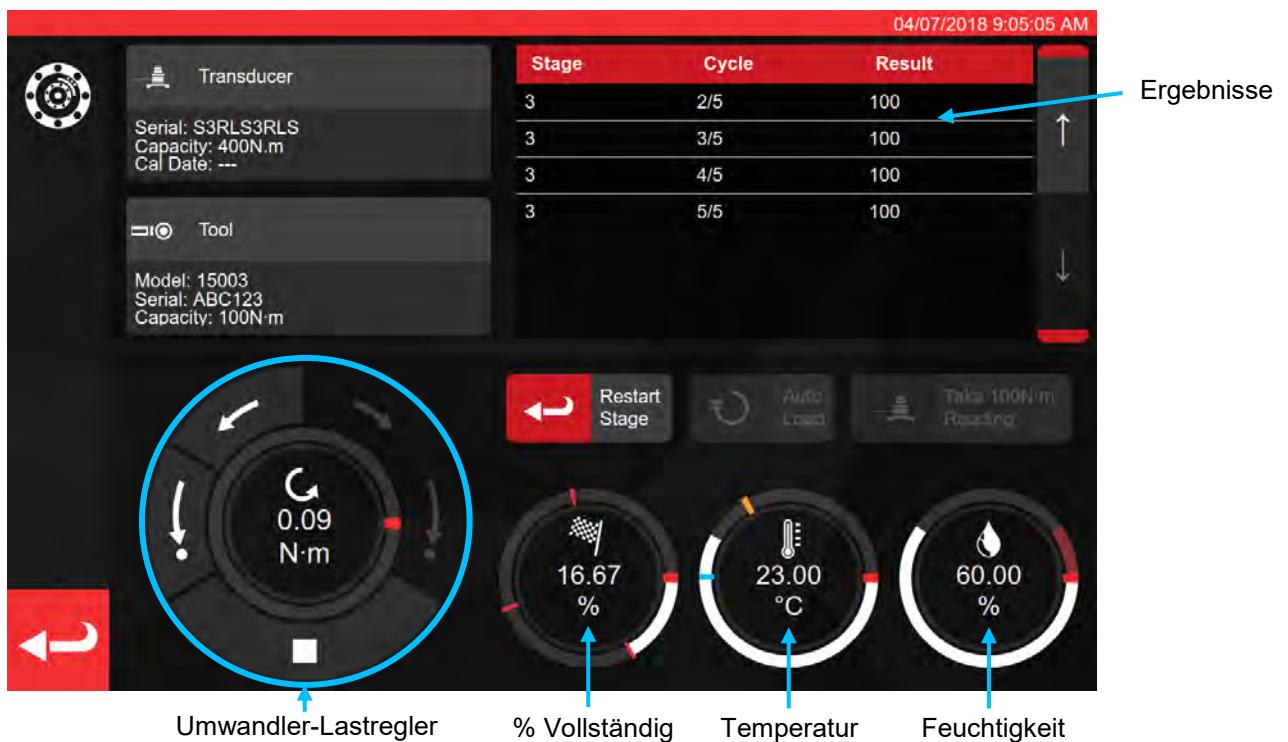 04/07/2018 9:05:05 AM
Transducer
Serial: S3RLS3RLS
Capacity: 400N.m
Cal Date: ---
Tool
Model: 15003
Serial: ABC123
Capacity: 100N·m
Stage Cycle Result
3 2/5 100
3 3/5 100
3 4/5 100
3 5/5 100
Ergebnisse
Restart
Stage
Auto
Load
Take 100N·m
Reading
0.09
N·m
16.67
%
23.00
°C
60.00
%
Umwandler-Lastregler
% Vollständig
Temperatur
Feuchtigkeit